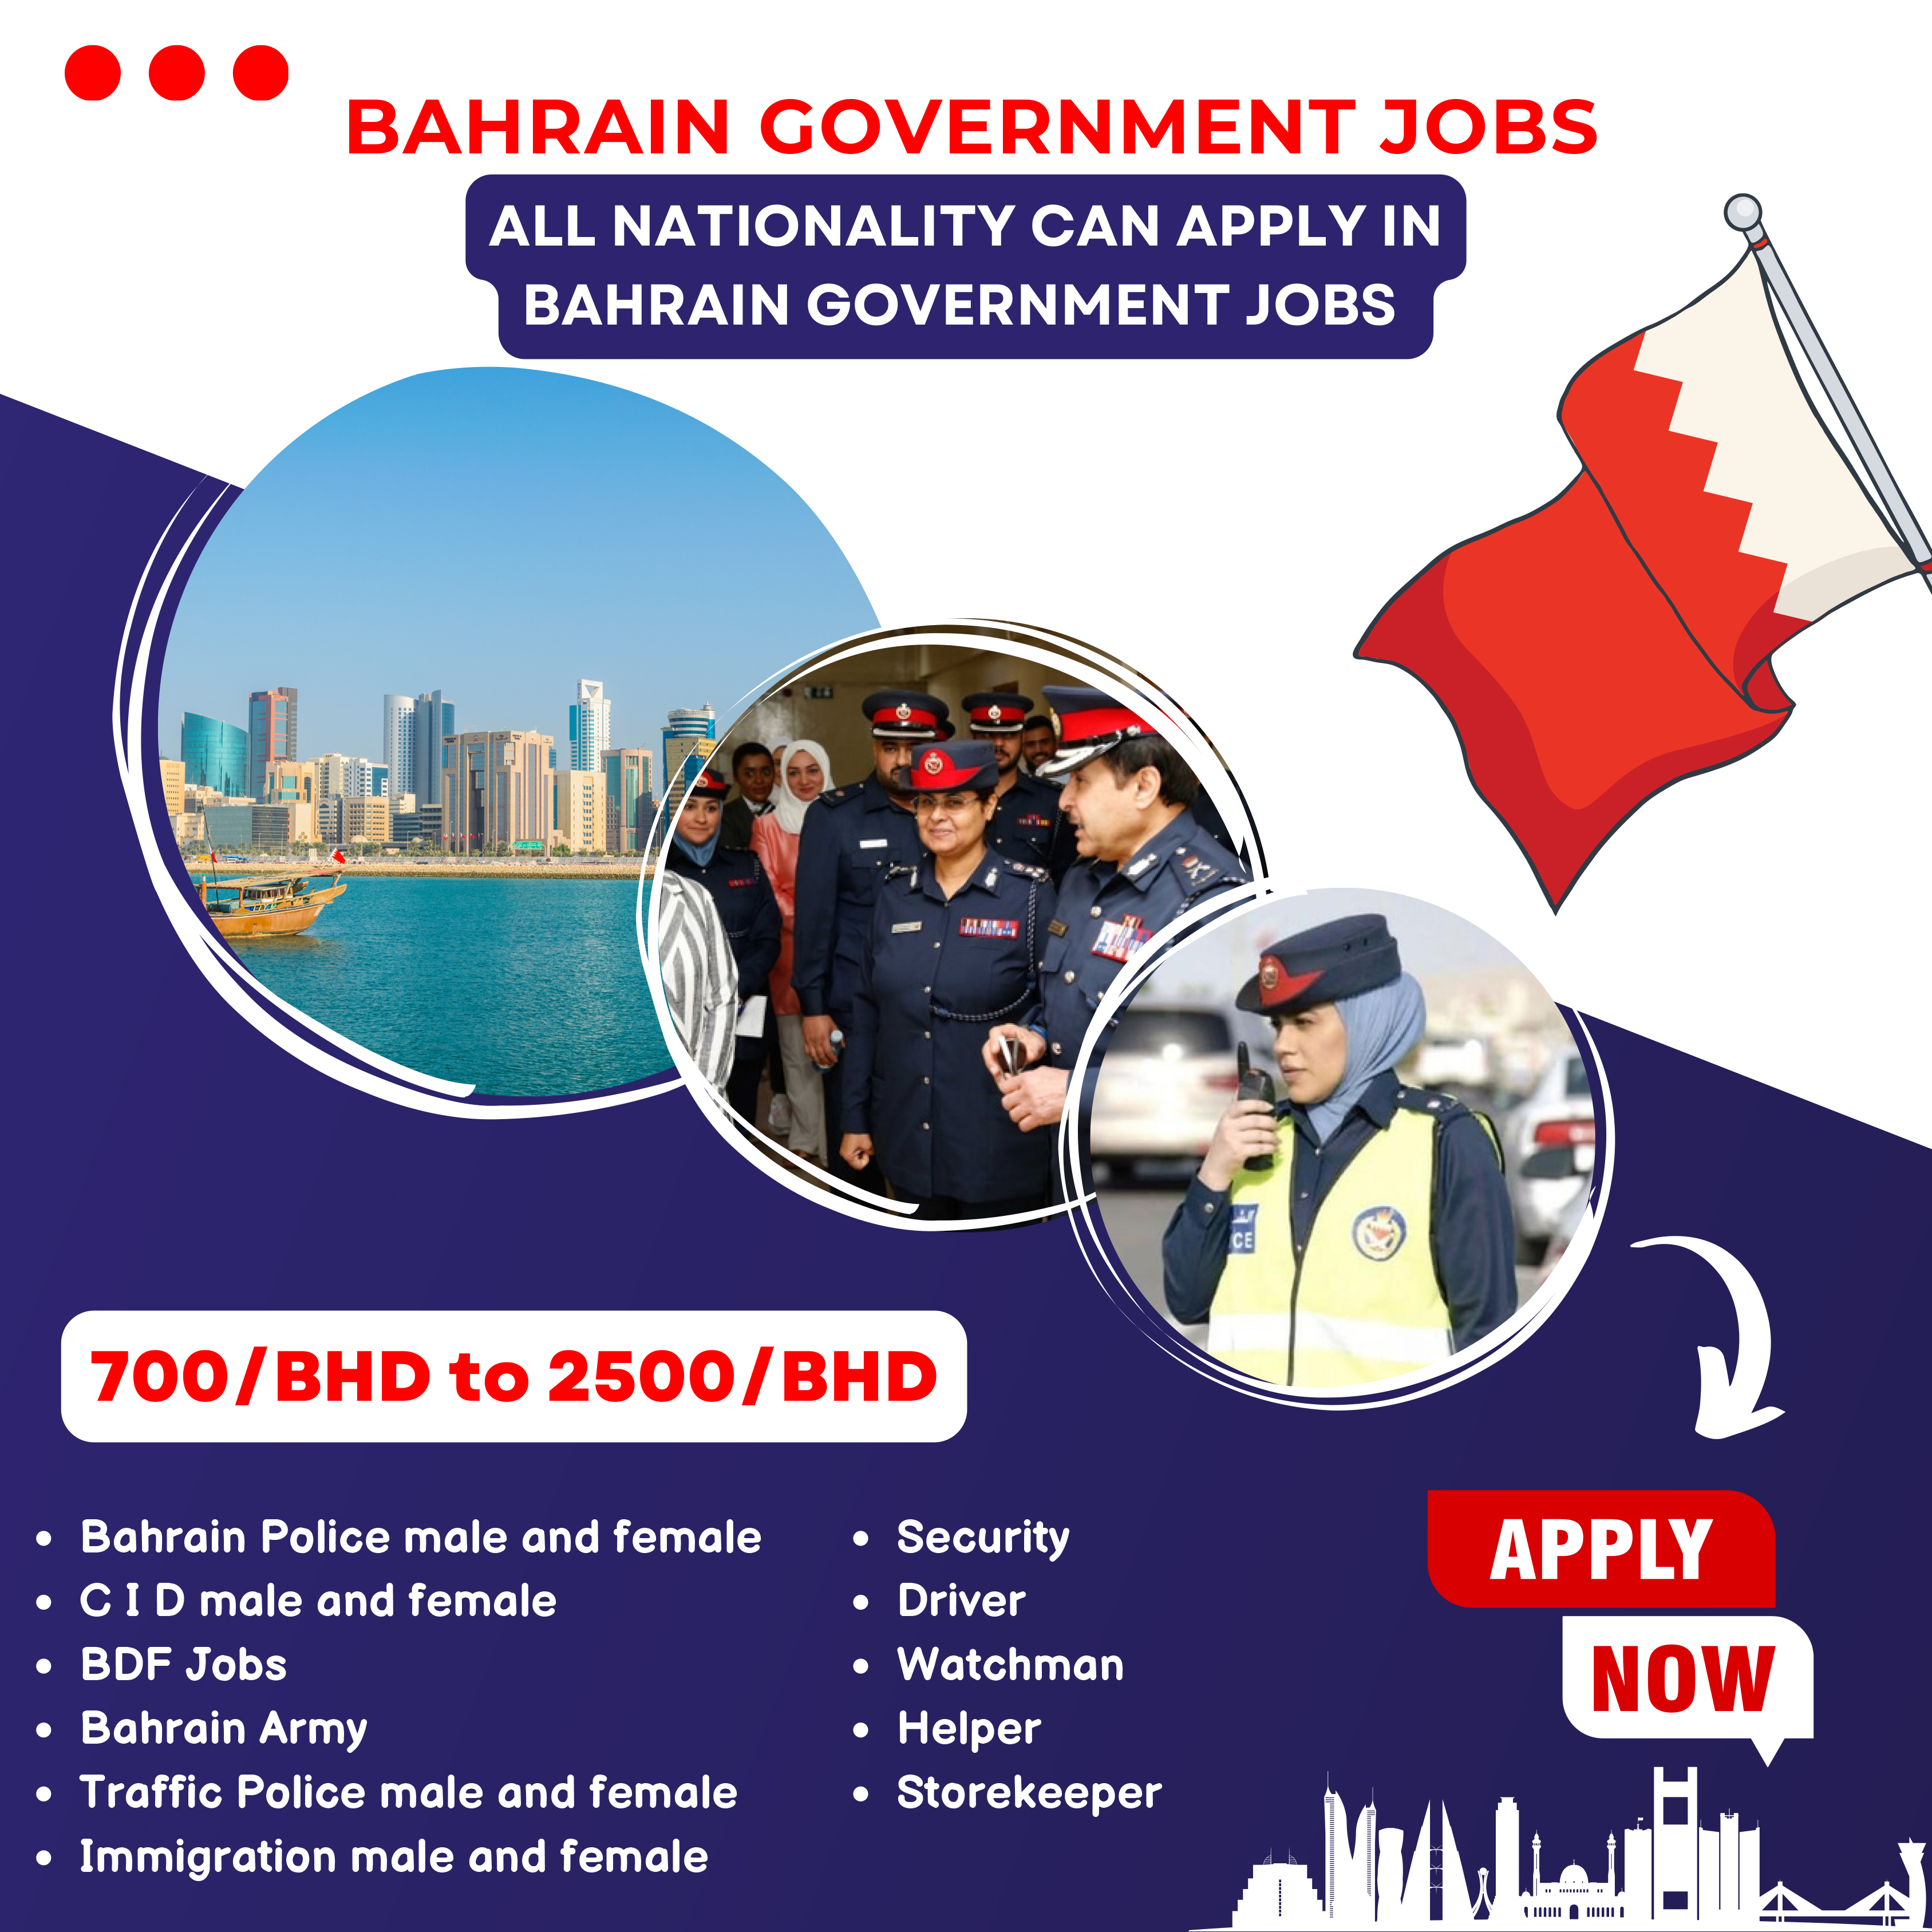 BAHRAIN GOVERNMENT JOBS
ALL NATIONALITY CAN APPLY IN
BAHRAIN GOVERNMENT JOBS
CE
700/BHD to 2500/BHD
• Bahrain Police male and female
• C I D male and female
• BDF Jobs
• Bahrain Army
• Traffic Police male and female
• Immigration male and female
• Security
• Driver
• Watchman
• Helper
• Storekeeper
APPLY
NOW